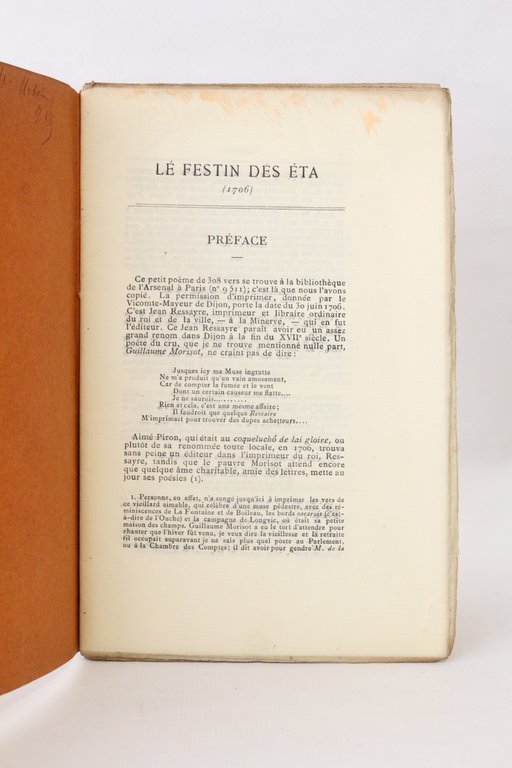 LÉ FESTIN DÉS ÉTA
(1706)
PRÉFACE
Ce petit poème de 308 vers se trouve à la bibliothèque
de l'Arsenal à Paris (nº 9,511); c'est là que nous l'avons
copié. La permission d'imprimer, donnée par le
Vicomte-Mayeur de Dijon, porte la date du 30 juin 1706.
C'est Jean Ressayre, imprimeur et libraire ordinaire
du roi et de la ville, — à la Minerve, — qui en fut
l'éditeur. Ce Jean Ressayre paraît avoir eu un assez
grand renom dans Dijon à la fin du XVIIe siècle. Un
poète du cru, que je ne trouve mentionné nulle part,
Guillaume Morisot, ne craint pas de dire :
Jusques icy ma Muse ingratte
Ne m'a produit qu'un vain amusement,
Car de compter la fumée et le vent
Dont un certain causeur me flatte....
Je ne saurois..........
Rien et cela, c'est une mesme affaire;
Il faudroit que quelque Ressaire
M'imprimast pour trouver des dupes achetteurs....
Aimé Piron, qui était au coqueluchô de lai gloire, ou
plutôt de sa renommée toute locale, en 1706, trouva
sans peine un éditeur dans l'imprimeur du roi, Res-
sayre, tandis que le pauvre Morisot attend encore
que quelque âme charitable, amie des lettres, mette au
jour ses poésies (1).
1. Personne, en effet, n'a songé jusqu'ici à imprimer les vers de
ce vieillard aimable, qui célèbre d'une muse pédestre, avec des ré-
miniscences de La Fontaine et de Boileau, les bords oscarois (c'est-
à-dire de l'Ouche) et la campagne de Longvic, où était sa petite
maison des champs. Guillaume Morisot a eu le tort d'attendre pour
chanter que l'hiver fût venu, je veux dire la vieillesse et la retraite
il occupait auparavant je ne sais plus quel poste au Parlement,
ou à la Chambre des Comptes; il dit avoir pour gendre M. de la